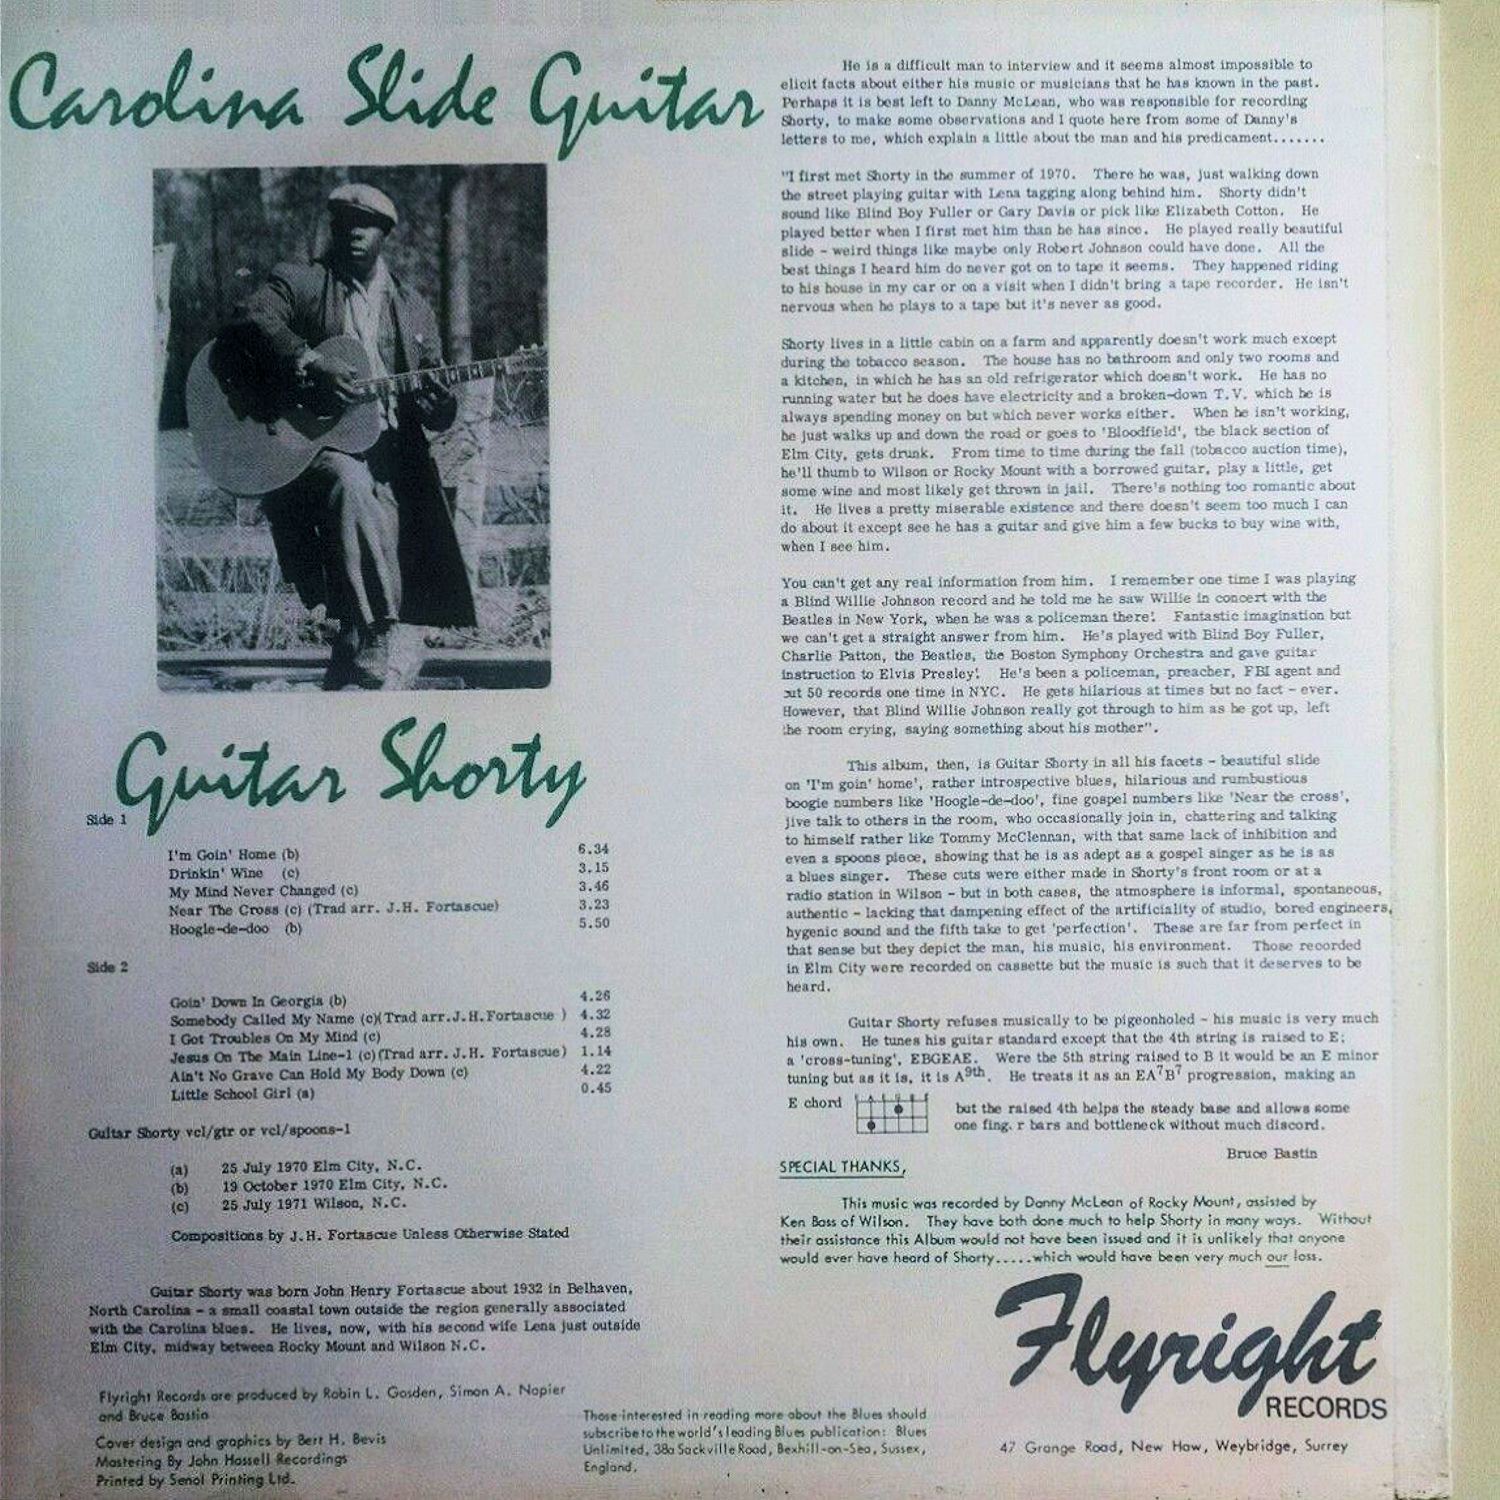 Carolina Slide Guitar
Guitar Shorty
Side 1
I'm Goin' Home (b) 6.34
Drinkin' Wine (c) 3.15
My Mind Never Changed (c) 3.46
Near The Cross (c) (Trad arr. J.H. Fortascue) 3.23
Hoogle-de-doo (b) 5.50
Side 2
Goin' Down In Georgia (b) 4.26
Somebody Called My Name (c)(Trad arr.J.H.Fortascue ) 4.32
I Got Troubles On My Mind (c) 4.28
Jesus On The Main Line-1 (c)(Trad arr. J.H. Fortascue) 1.14
Ain't No Grave Can Hold My Body Down (c) 4.22
Little School Girl (a) 0.45
Guitar Shorty vcl/gtr or vcl/spoons-1
(a) 25 July 1970 Elm City, N.C.
(b) 19 October 1970 Elm City, N.C.
(c) 25 July 1971 Wilson, N.C.
Compositions by J.H. Fortascue Unless Otherwise Stated
Guitar Shorty was born John Henry Fortascue about 1932 in Belhaven,
North Carolina - a small coastal town outside the region generally associated
with the Carolina blues. He lives, now, with his second wife Lena just outside
Elm City, midway between Rocky Mount and Wilson N.C.
Flyright Records are produced by Robin L. Gosden, Simon A. Napier
and Bruce Bastin
Cover design and graphics by Bert H. Bevis
Mastering By John Hassell Recordings
Printed by Senol Printing Ltd.
Those interested in reading more about the Blues should
subscribe to the world's leading Blues publication: Blues
Unlimited, 38a Sackville Road, Bexhill-on-Sea, Sussex,
England.
He is a difficult man to interview and it seems almost impossible to
elicit facts about either his music or musicians that he has known in the past.
Perhaps it is best left to Danny McLean, who was responsible for recording
Shorty, to make some observations and I quote here from some of Danny's
letters to me, which explain a little about the man and his predicament.......
"I first met Shorty in the summer of 1970. There he was, just walking down
the street playing guitar with Lena tagging along behind him. Shorty didn't
sound like Blind Boy Fuller or Gary Davis or pick like Elizabeth Cotton. He
played better when I first met him than he has since. He played really beautiful
slide - weird things like maybe only Robert Johnson could have done. All the
best things I heard him do never got on to tape it seems. They happened riding
to his house in my car or on a visit when I didn't bring a tape recorder. He isn't
nervous when he plays to a tape but it's never as good.
Shorty lives in a little cabin on a farm and apparently doesn't work much except
during the tobacco season. The house has no bathroom and only two rooms and
a kitchen, in which he has an old refrigerator which doesn't work. He has no
running water but he does have electricity and a broken-down T.V. which he is
always spending money on but which never works either. When he isn't working,
he just walks up and down the road or goes to 'Bloodfield', the black section of
Elm City, gets drunk. From time to time during the fall (tobacco auction time),
he'll thumb to Wilson or Rocky Mount with a borrowed guitar, play a little, get
some wine and most likely get thrown in jail. There's nothing too romantic about
it. He lives a pretty miserable existence and there doesn't seem too much I can
do about it except see he has a guitar and give him a few bucks to buy wine with,
when I see him.
You can't get any real information from him. I remember one time I was playing
a Blind Willie Johnson record and he told me he saw Willie in concert with the
Beatles in New York, when he was a policeman there! Fantastic imagination but
we can't get a straight answer from him. He's played with Blind Boy Fuller,
Charlie Patton, the Beatles, the Boston Symphony Orchestra and gave guitar
instruction to Elvis Presley! He's been a policeman, preacher, FBI agent and
cut 50 records one time in NYC. He gets hilarious at times but no fact - ever.
However, that Blind Willie Johnson really got through to him as he got up, left
the room crying, saying something about his mother".
This album, then, is Guitar Shorty in all his facets - beautiful slide
on 'I'm goin' home', rather introspective blues, hilarious and rumbustious
boogie numbers like 'Hoogle-de-doo', fine gospel numbers like 'Near the cross',
jive talk to others in the room, who occasionally join in, chattering and talking
to himself rather like Tommy McClennan, with that same lack of inhibition and
even a spoons piece, showing that he is as adept as a gospel singer as he is as
a blues singer. These cuts were either made in Shorty's front room or at a
radio station in Wilson - but in both cases, the atmosphere is informal, spontaneous,
authentic - lacking that dampening effect of the artificiality of studio, bored engineers,
hygenic sound and the fifth take to get 'perfection'. These are far from perfect in
that sense but they depict the man, his music, his environment. Those recorded
in Elm City were recorded on cassette but the music is such that it deserves to be
heard.
Guitar Shorty refuses musically to be pigeonholed - his music is very much
his own. He tunes his guitar standard except that the 4th string is raised to E;
a 'cross-tuning', EBGEAE. Were the 5th string raised to B it would be an E minor
tuning but as it is, it is A9th. He treats it as an EA7B7 progression, making an
E chord but the raised 4th helps the steady base and allows some
one fing. r bars and bottleneck without much discord.
Bruce Bastin
SPECIAL THANKS,
This music was recorded by Danny McLean of Rocky Mount, assisted by
Ken Bass of Wilson. They have both done much to help Shorty in many ways. Without
their assistance this Album would not have been issued and it is unlikely that anyone
would ever have heard of Shorty.....which would have been very much our loss.
Flyright
RECORDS
47 Grange Road, New Haw, Weybridge, Surrey